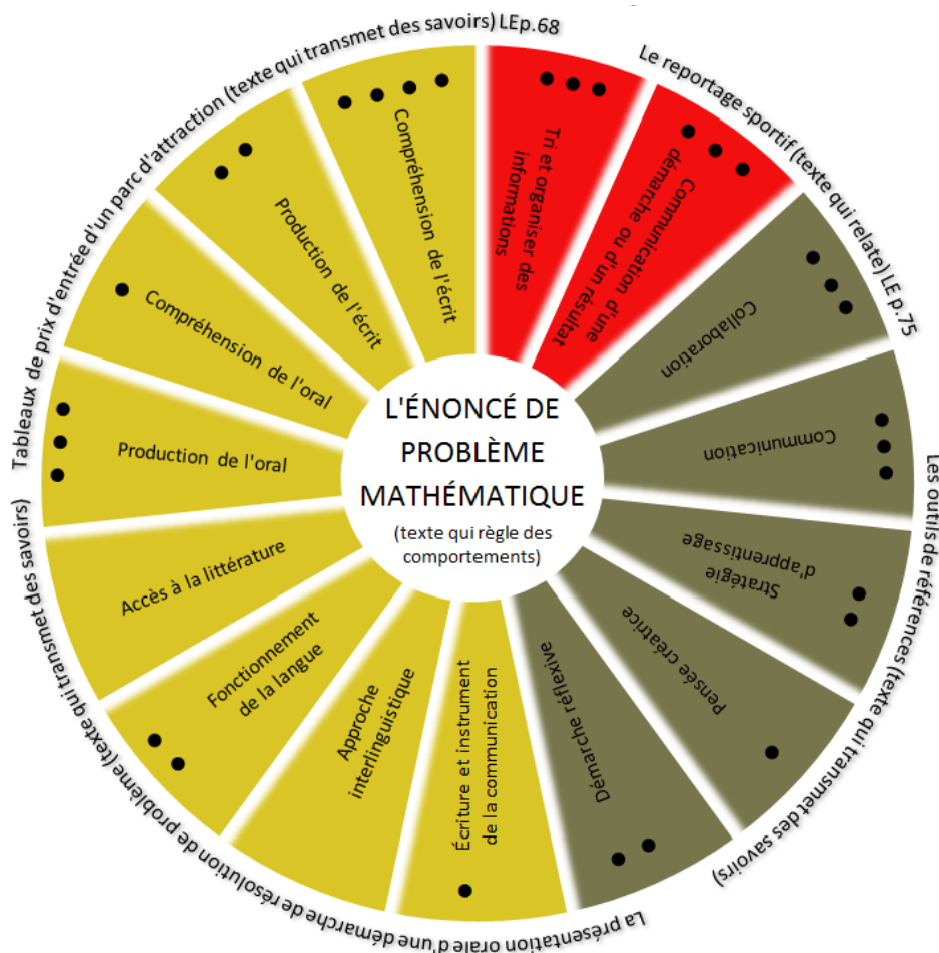 Tableaux de prix d'entrée d'un parc d'attraction (texte qui transmet des savoirs) LEp.68
Le reportage sportif (texte qui relate) LE p.75
Les outils de références (texte qui transmet des savoirs)
La présentation orale d'une démarche de résolution de problème (texte qui transmet des savoirs)
Tri et organiser des
informations
Communication d'une
démarche ou d'un résultat
Collaboration
Communication
Stratégie
d'apprentissage
Pensée créatrice
Démarche réflexive
Écriture et instrument
de la communication
Approche
interlinguistique
Fonctionnement
de la langue
Accès à la littérature
Production de l'oral
Compréhension de l'oral
Production de l'écrit
Compréhension de l'écrit
L'ÉNONCÉ DE
PROBLÈME
MATHÉMATIQUE
(texte qui règle des
comportements)